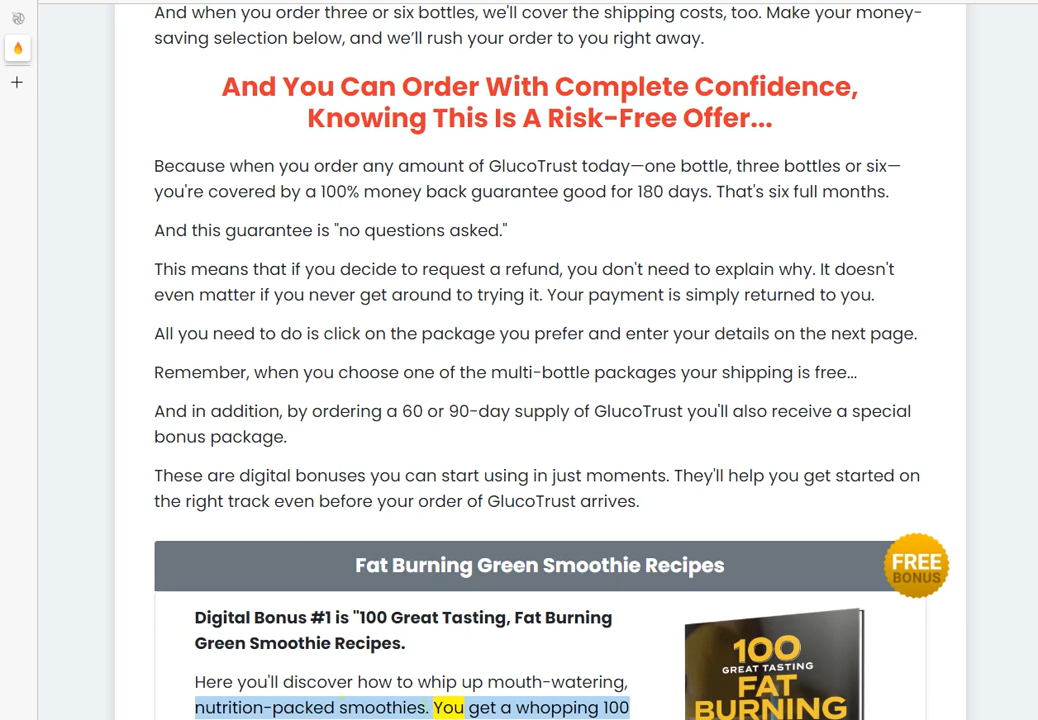 And when you order three or six bottles, we'll cover the shipping costs, too. Make your money-
saving selection below, and we’ll rush your order to you right away.
And You Can Order With Complete Confidence,
Knowing This Is A Risk-Free Offer...
Because when you order any amount of GlucoTrust today—one bottle, three bottles or six—
you're covered by a 100% money back guarantee good for 180 days. That's six full months.
And this guarantee is "no questions asked."
This means that if you decide to request a refund, you don't need to explain why. It doesn't
even matter if you never get around to trying it. Your payment is simply returned to you.
All you need to do is click on the package you prefer and enter your details on the next page.
Remember, when you choose one of the multi-bottle packages your shipping is free...
And in addition, by ordering a 60 or 90-day supply of GlucoTrust you'll also receive a special
bonus package.
These are digital bonuses you can start using in just moments. They'll help you get started on
the right track even before your order of GlucoTrust arrives.
Fat Burning Green Smoothie Recipes
FREE
BONUS
Digital Bonus #1 is "100 Great Tasting, Fat Burning
Green Smoothie Recipes.
Here you'll discover how to whip up mouth-watering,
nutrition-packed smoothies. You get a whopping 100
100
GREAT TASTING
FAT
BURNING